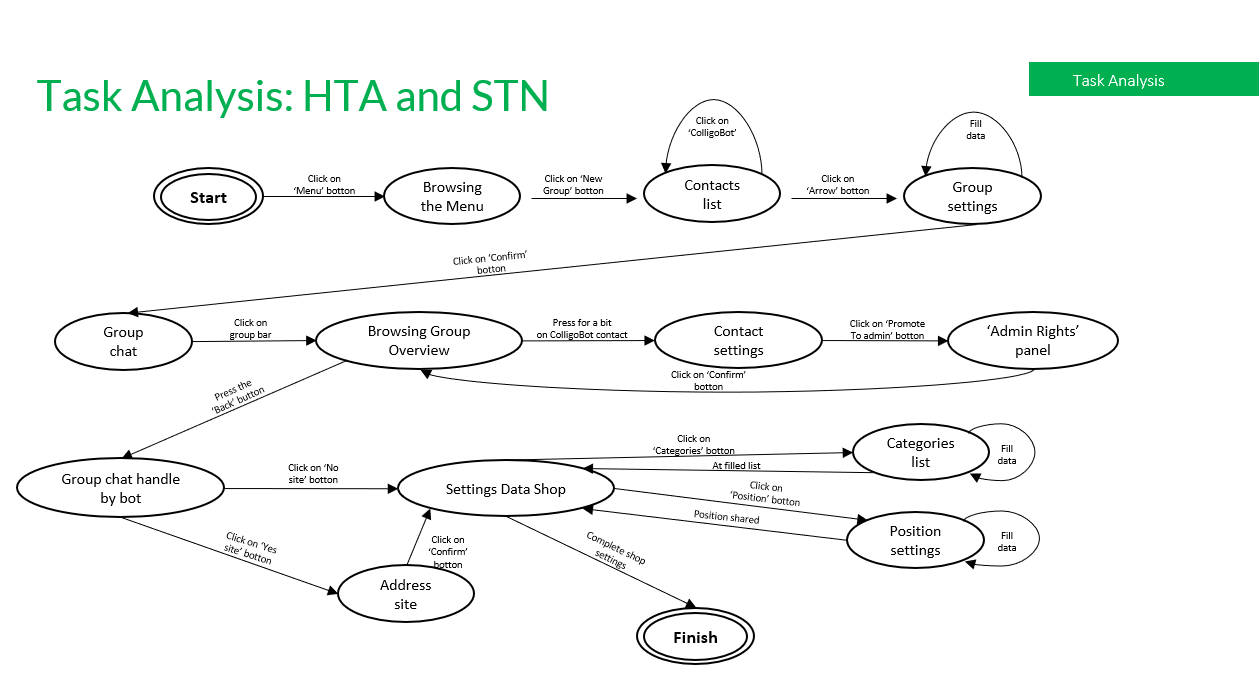 Task Analysis: HTA and STN
Task Analysis
Click on
‘ColligoBot’
Fill
data
Start
Click on
‘Menu’ botton
Browsing
the Menu
Click on ‘New
Group’ botton
Contacts
list
Click on
‘Arrow’ botton
Group
settings
Click on ‘Confirm’
botton
Group
chat
Click on
group bar
Browsing Group
Overview
Press for a bit
on ColligoBot contact
Contact
settings
Click on ‘Promote
To admin’ botton
‘Admin Rights’
panel
Click on ‘Confirm’
botton
Press the
‘Back’ button
Group chat handle
by bot
Click on ‘No
site’ botton
Settings Data Shop
Click on
‘Categories’ botton
At filled list
Categories
list
Fill
data
Click on
‘Position’ botton
Position shared
Position
settings
Fill
data
Click on ‘Yes
site’ botton
Click on
‘Confirm’
botton
Address
site
Complete shop
settings
Finish